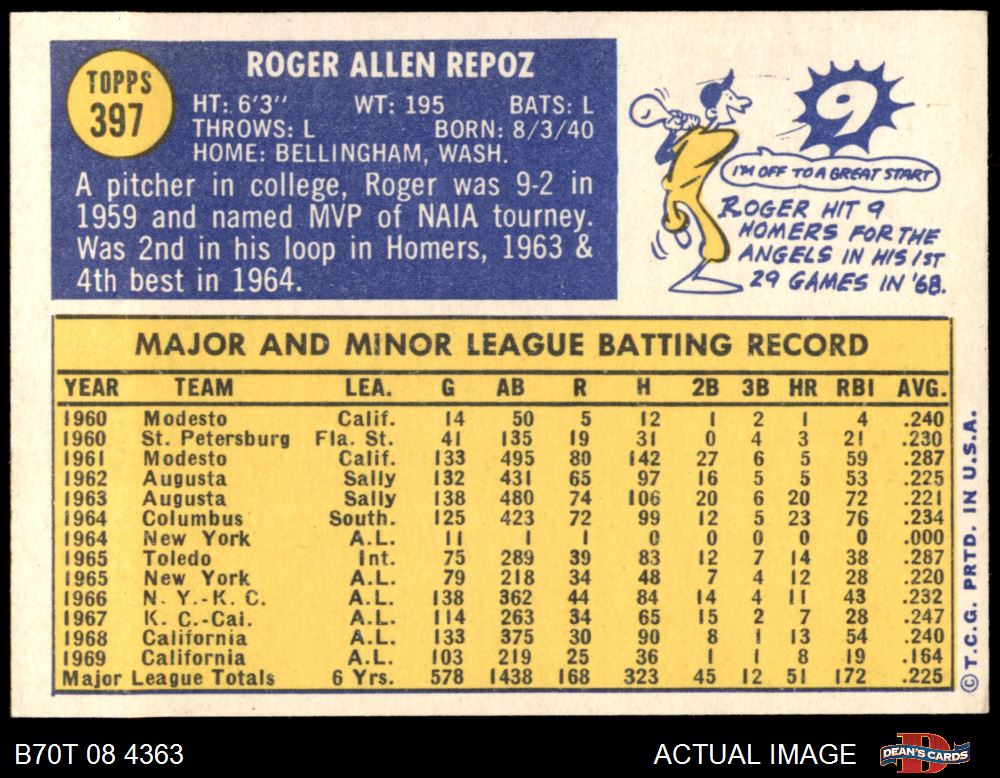 TOPPS
397
ROGER ALLEN REPOZ
HT: 6'3" WT: 195 BATS: L
THROWS: L BORN: 8/3/40
HOME: BELLINGHAM, WASH.
A pitcher in college, Roger was 9-2 in
1959 and named MVP of NAIA tourney.
Was 2nd in his loop in Homers, 1963 &
4th best in 1964.
9
I'M OFF TO A GREAT START
ROGER HIT 9
HOMERS FOR THE
ANGELS IN HIS 1ST
29 GAMES IN '68.
MAJOR AND MINOR LEAGUE BATTING RECORD
YEAR TEAM LEA. G AB R H 2B 3B HR RBI AVG.
1960 Modesto Calif. 14 50 5 12 1 2 1 4 .240
1960 St. Petersburg Fla. St. 41 135 19 31 0 4 3 21 .230
1961 Modesto Calif. 133 495 80 142 27 6 5 59 .287
1962 Augusta Sally 132 431 65 97 16 5 5 53 .225
1963 Augusta Sally 138 480 74 106 20 6 20 72 .221
1964 Columbus South. 125 423 72 99 12 5 23 76 .234
1964 New York A.L. 11 1 1 0 0 0 0 0 .000
1965 Toledo Int. 75 289 39 83 12 7 14 38 .287
1965 New York A.L. 79 218 34 48 7 4 12 28 .220
1966 N. Y.-K. C. A.L. 138 362 44 84 14 4 11 43 .232
1967 K. C.-Cal. A.L. 114 263 34 65 15 2 7 28 .247
1968 California A.L. 133 375 30 90 8 1 13 54 .240
1969 California A.L. 103 219 25 36 1 1 8 19 .164
Major League Totals 6 Yrs. 578 1438 168 323 45 12 51 172 .225
© T.C.G. PRTD. IN U.S.A.
B70T 08 4363 ACTUAL IMAGE
DEAN'S CARDS